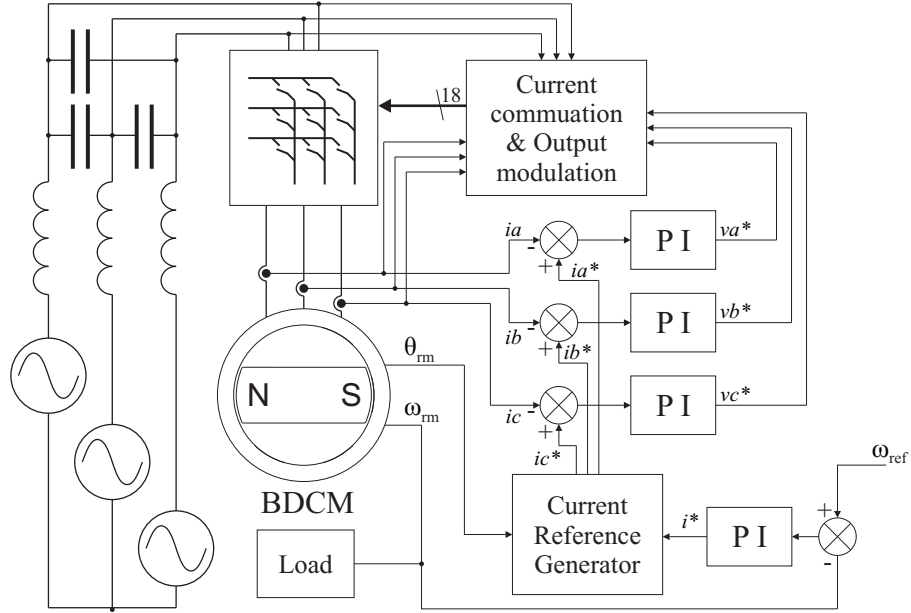 18
Current
commuation
& Output
modulation
ia
-
+
ia*
P I
va*
ib
-
+
ib*
P I
vb*
ic
-
+
ic*
P I
vc*
θrm
N S
ωrm
BDCM
Load
Current
Reference
Generator
i*
P I
ωref
+
-